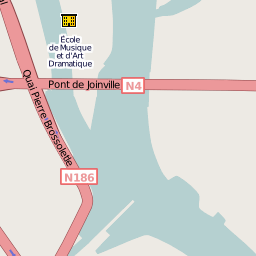 École
de Musique
et d'Art
Dramatique
Pont de Joinville
N4
Quai Pierre Brossolette
N186